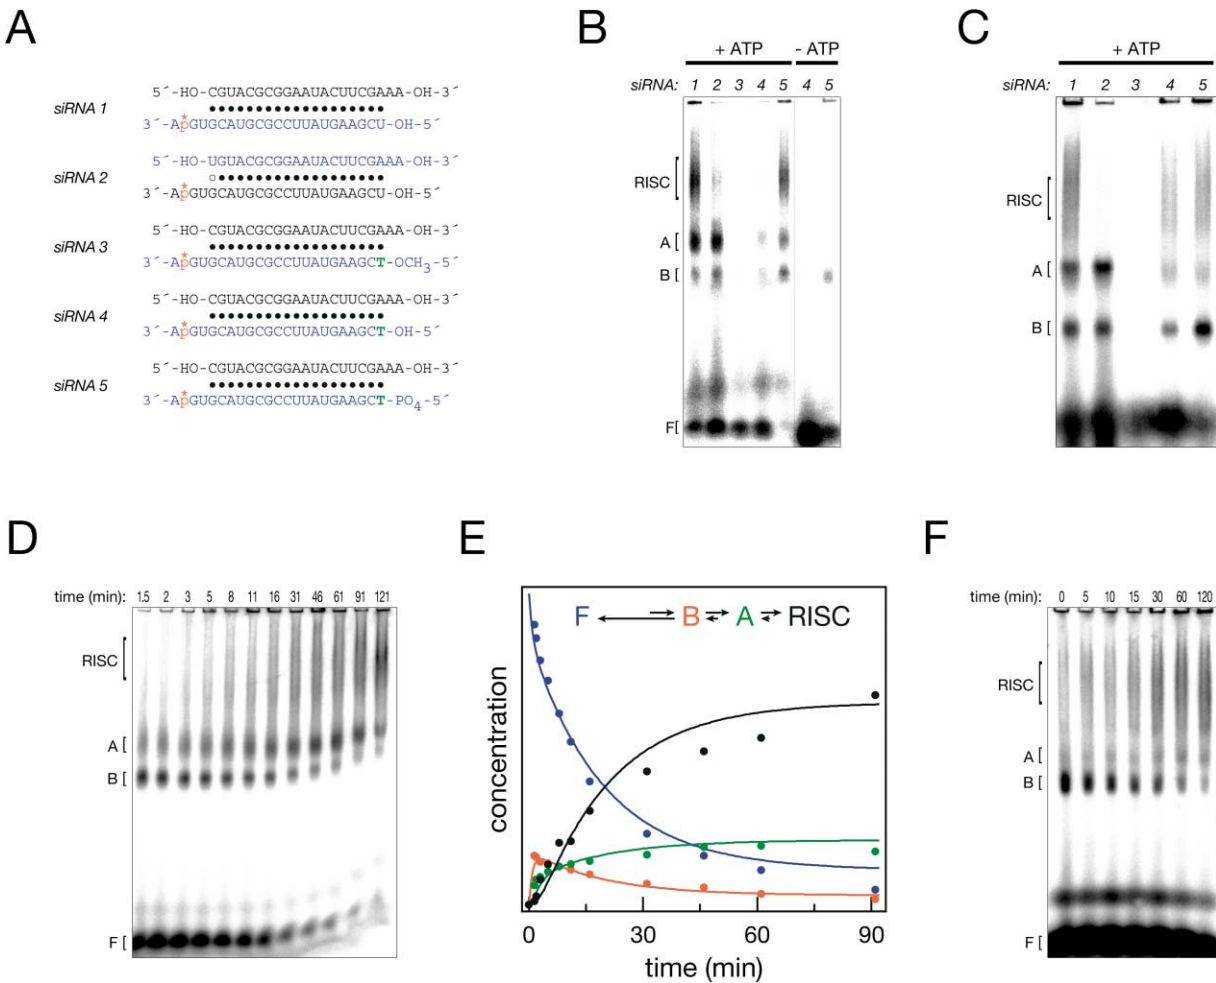 A
siRNA 1
5´-HO-CGUACGCGGAAUACUUCGAAA-OH-3´
3´-ApGUGCAUGCGCCUUAUGAAGCU-OH-5´
siRNA 2
5´-HO-UGUACGCGGAAUACUUCGAAA-OH-3´
3´-ApGUGCAUGCGCCUUAUGAAGCU-OH-5´
siRNA 3
5´-HO-CGUACGCGGAAUACUUCGAAA-OH-3´
3´-ApGUGCAUGCGCCUUAUGAAGCT-OCH3-5´
siRNA 4
5´-HO-CGUACGCGGAAUACUUCGAAA-OH-3´
3´-ApGUGCAUGCGCCUUAUGAAGCT-OH-5´
siRNA 5
5´-HO-CGUACGCGGAAUACUUCGAAA-OH-3´
3´-ApGUGCAUGCGCCUUAUGAAGCT-PO4-5´
B
+ ATP - ATP
siRNA: 1 2 3 4 5 4 5
RISC
A
B
F
C
+ ATP
siRNA: 1 2 3 4 5
RISC
A
B
D
time (min): 1.5 2 3 5 8 11 16 31 46 61 91 121
RISC
A
B
F
E
F B A RISC
concentration
0 30 60 90
time (min)
F
time (min): 0 5 10 15 30 60 120
RISC
A
B
F